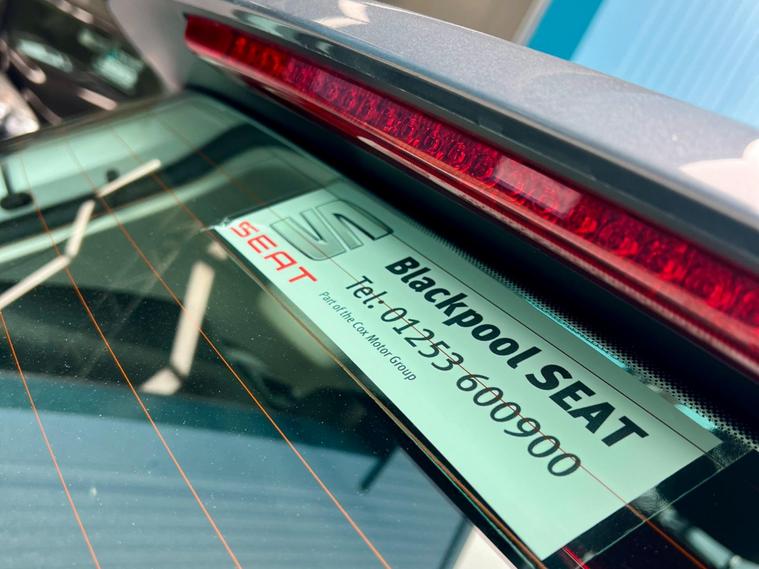 SEAT
Blackpool SEAT
Tel: 01253 600900
Part of the Cox Motor Group